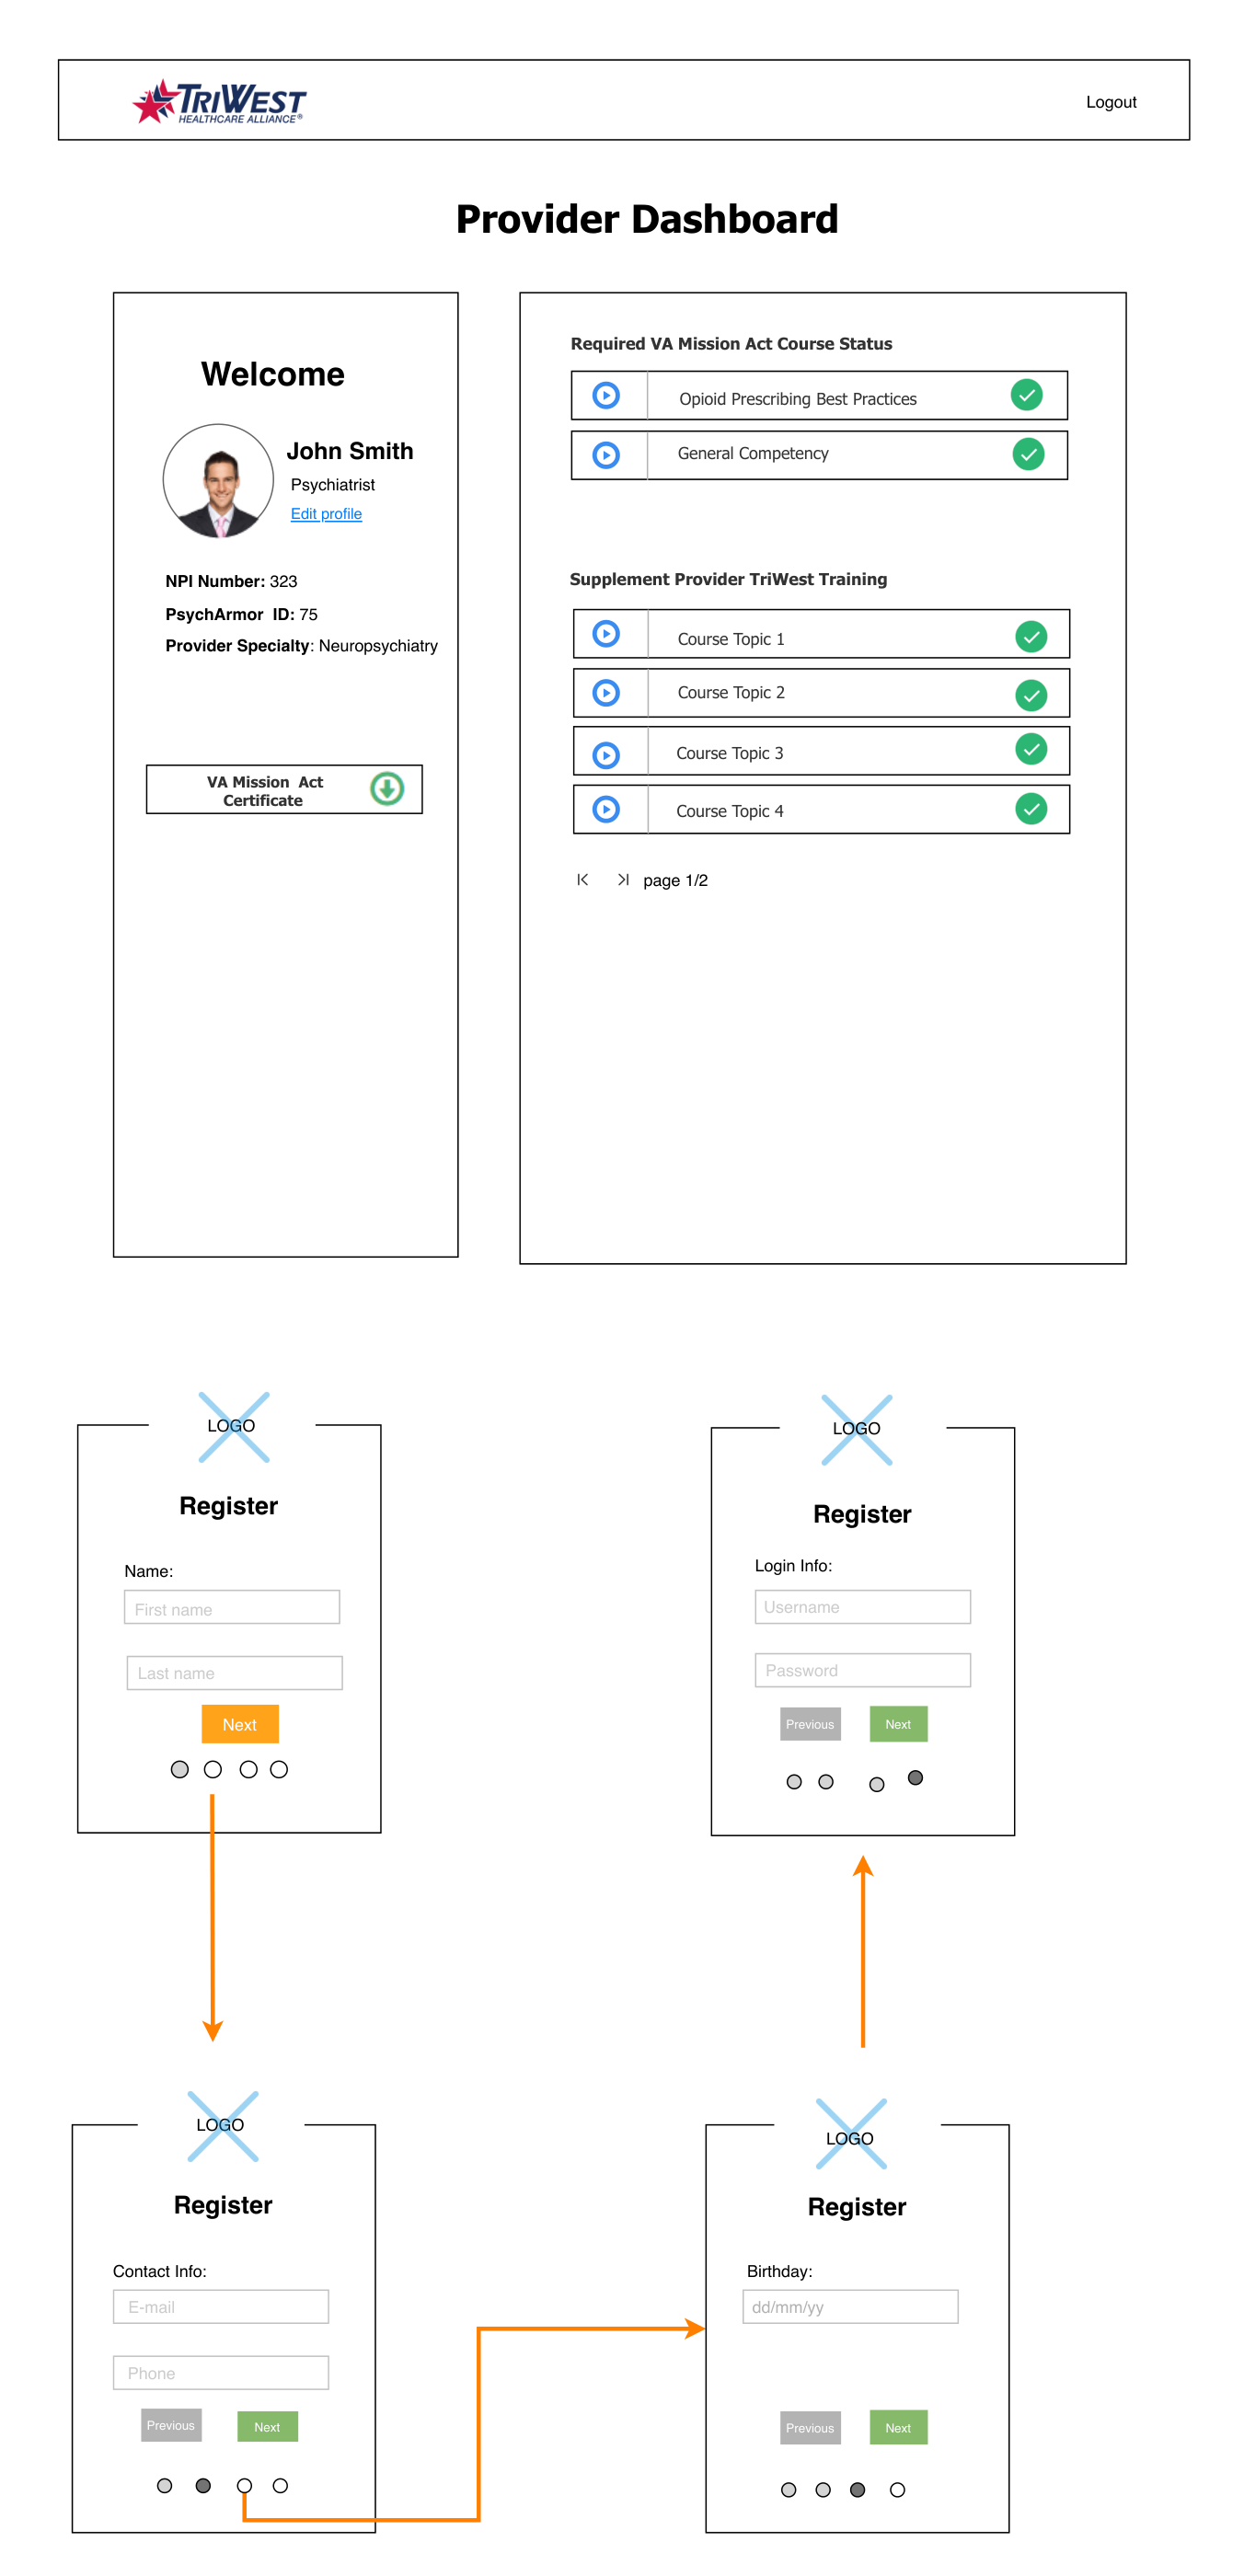 TRIWEST
HEALTHCARE ALLIANCE®
Logout
Provider Dashboard
Welcome
John Smith
Psychiatrist
Edit profile
NPI Number: 323
PsychArmor ID: 75
Provider Specialty: Neuropsychiatry
VA Mission Act
Certificate
Required VA Mission Act Course Status
Opioid Prescribing Best Practices
General Competency
Supplement Provider TriWest Training
Course Topic 1
Course Topic 2
Course Topic 3
Course Topic 4
page 1/2
LOGO
Register
Name:
First name
Last name
Next
LOGO
Register
Login Info:
Username
Password
Previous
Next
LOGO
Register
Contact Info:
E-mail
Phone
Previous
Next
LOGO
Register
Birthday:
dd/mm/yy
Previous
Next